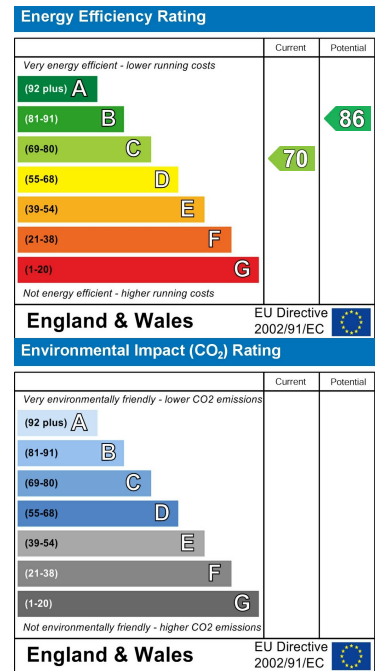 Energy Efficiency Rating
Current Potential
Very energy efficient - lower running costs
(92 plus) A
(81-91) B 86
(69-80) C 70
(55-68) D
(39-54) E
(21-38) F
(1-20) G
Not energy efficient - higher running costs
England & Wales EU Directive 2002/91/EC
Environmental Impact (CO₂) Rating
Current Potential
Very environmentally friendly - lower CO2 emissions
(92 plus) A
(81-91) B
(69-80) C
(55-68) D
(39-54) E
(21-38) F
(1-20) G
Not environmentally friendly - higher CO2 emissions
England & Wales EU Directive 2002/91/EC